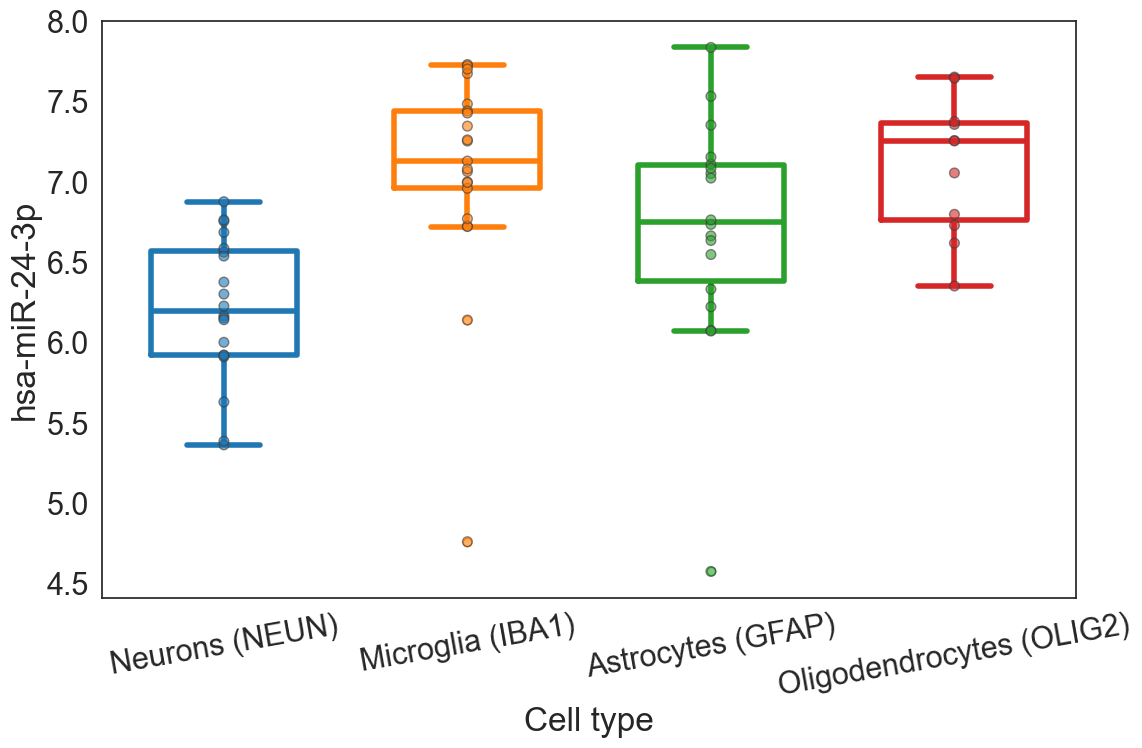 hsa-miR-24-3p
8.0
7.5
7.0
6.5
6.0
5.5
5.0
4.5
Neurons (NEUN)
Microglia (IBA1)
Astrocytes (GFAP)
Oligodendrocytes (OLIG2)
Cell type